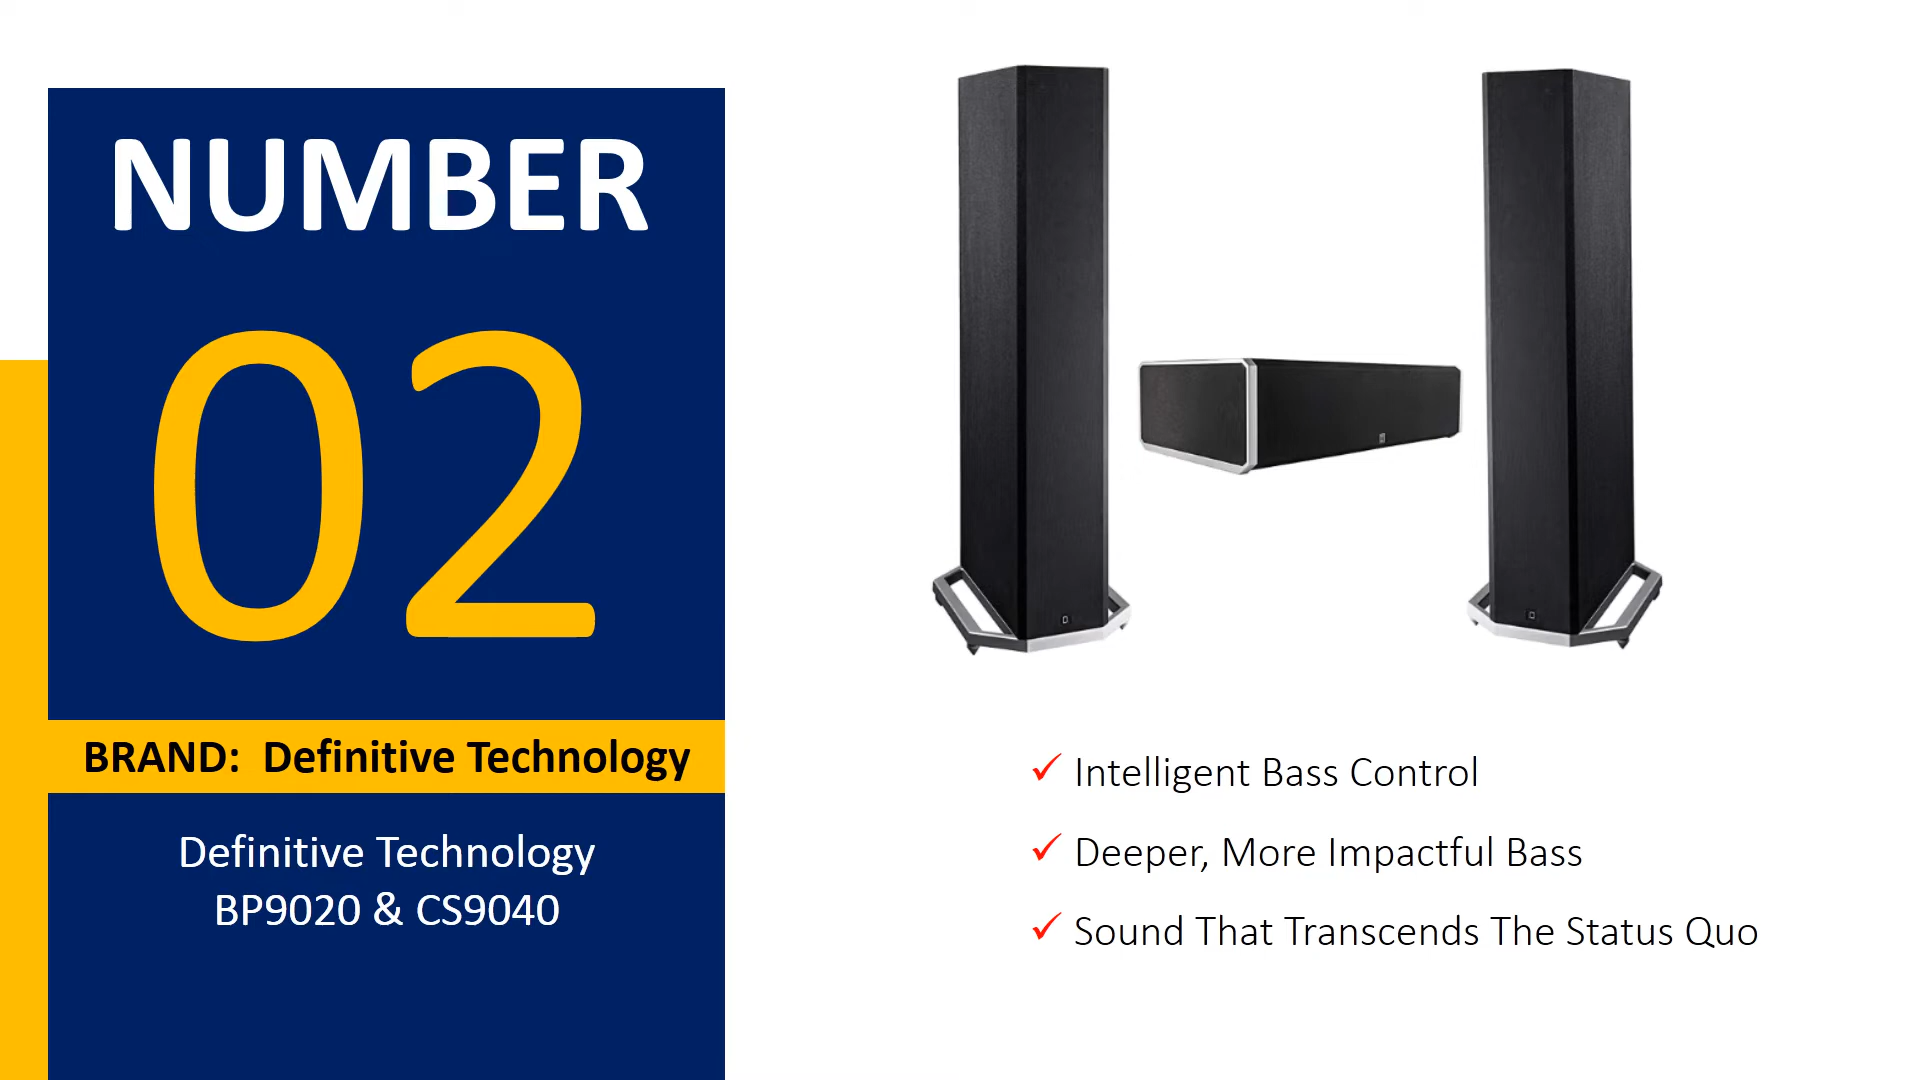 NUMBER
02
BRAND: Definitive Technology
Definitive Technology
BP9020 & CS9040
✓ Intelligent Bass Control
✓ Deeper, More Impactful Bass
✓ Sound That Transcends The Status Quo